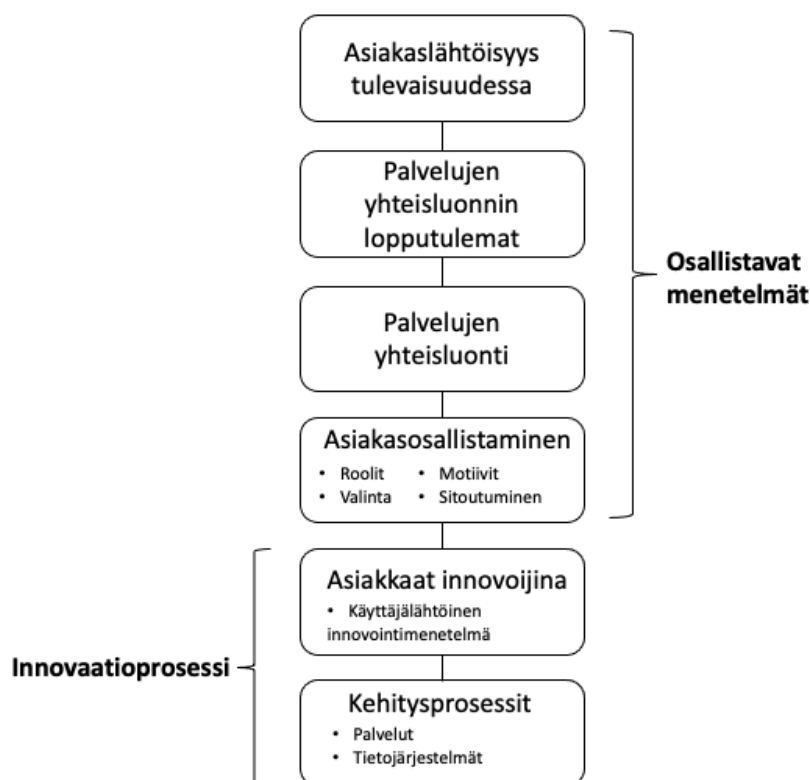 Asiakaslähtöisyys
tulevaisuudessa
Palvelujen
yhteisluonnin
lopputulemat
Osallistavat
menetelmät
Palvelujen
yhteisluonti
Asiakasosallistaminen
• Roolit • Motiivit
• Valinta • Sitoutuminen
Asiakkaat innovoijina
• Käyttäjälähtöinen
innovointimenetelmä
Innovaatioprosessi
Kehitysprosessit
• Palvelut
• Tietojärjestelmät